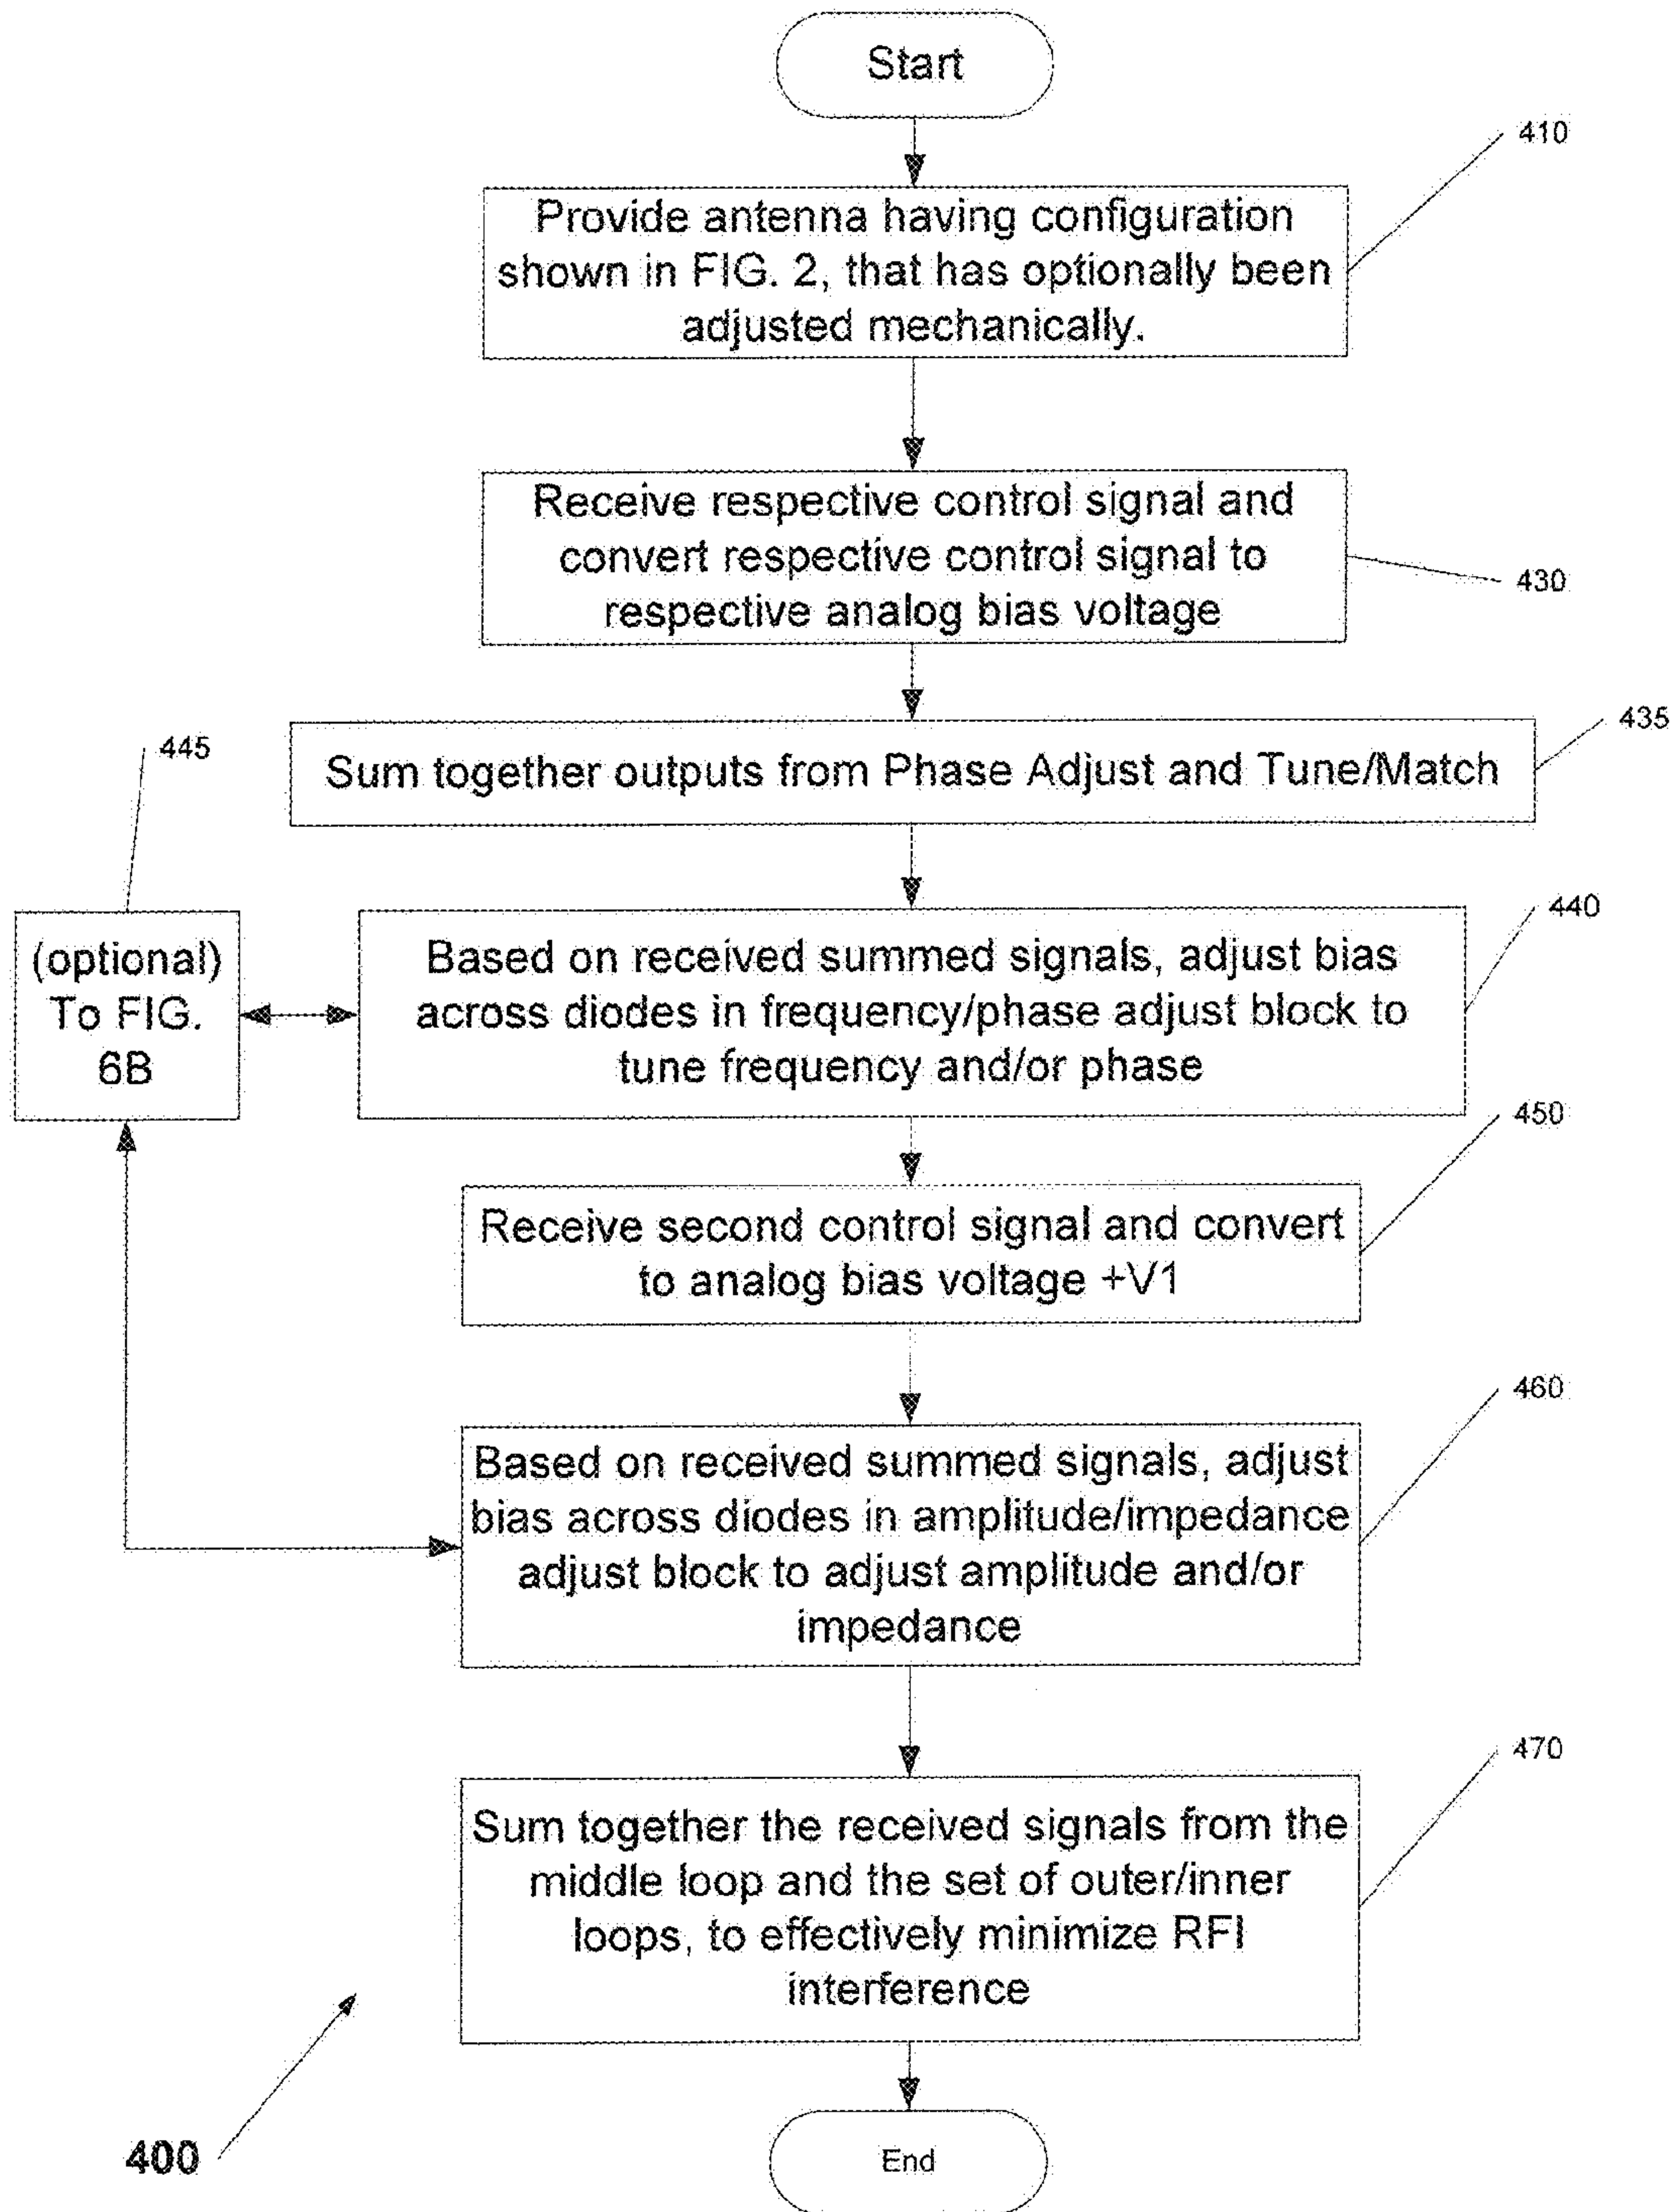 Start
410
Provide antenna having configuration
shown in FIG. 2, that has optionally been
adjusted mechanically.
Receive respective control signal and
convert respective control signal to
respective analog bias voltage
430
435
Sum together outputs from Phase Adjust and Tune/Match
445
440
(optional)
To FIG.
6B
Based on received summed signals, adjust bias
across diodes in frequency/phase adjust block to
tune frequency and/or phase
450
Receive second control signal and convert
to analog bias voltage +V1
460
Based on received summed signals, adjust
bias across diodes in amplitude/impedance
adjust block to adjust amplitude and/or
impedance
470
Sum together the received signals from the
middle loop and the set of outer/inner
loops, to effectively minimize RFI
interference
400
End